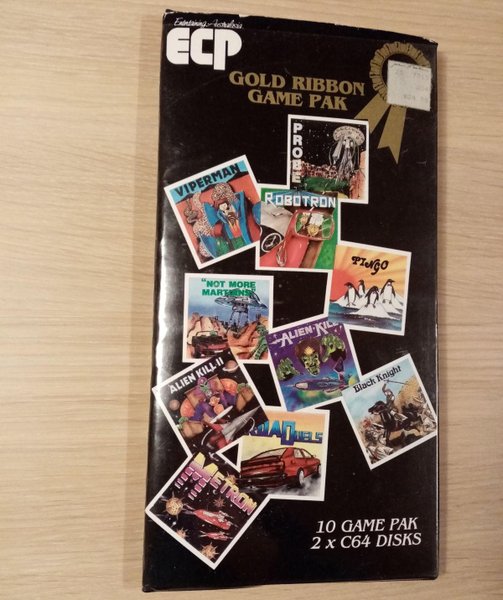 Entertaining Australasia
ECP
GOLD RIBBON
GAME PAK
PROBE
VIPERMAN
ROBOTRON
PINGO
"NOT MORE
MARTIANS"
ALIEN KILL
ALIEN KILL II
Black Knight
DUELS
METRON
10 GAME PAK
2 x C64 DISKS